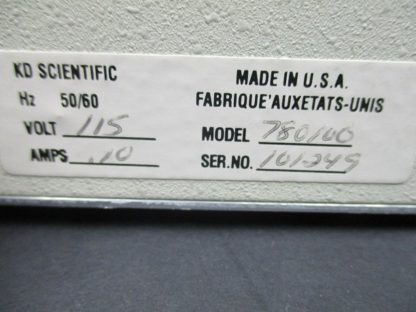 KD SCIENTIFIC
Hz 50/60
VOLT 115
AMPS .10
MADE IN U.S.A.
FABRIQUE'AUXETATS-UNIS
MODEL 780100
SER.NO. 101249